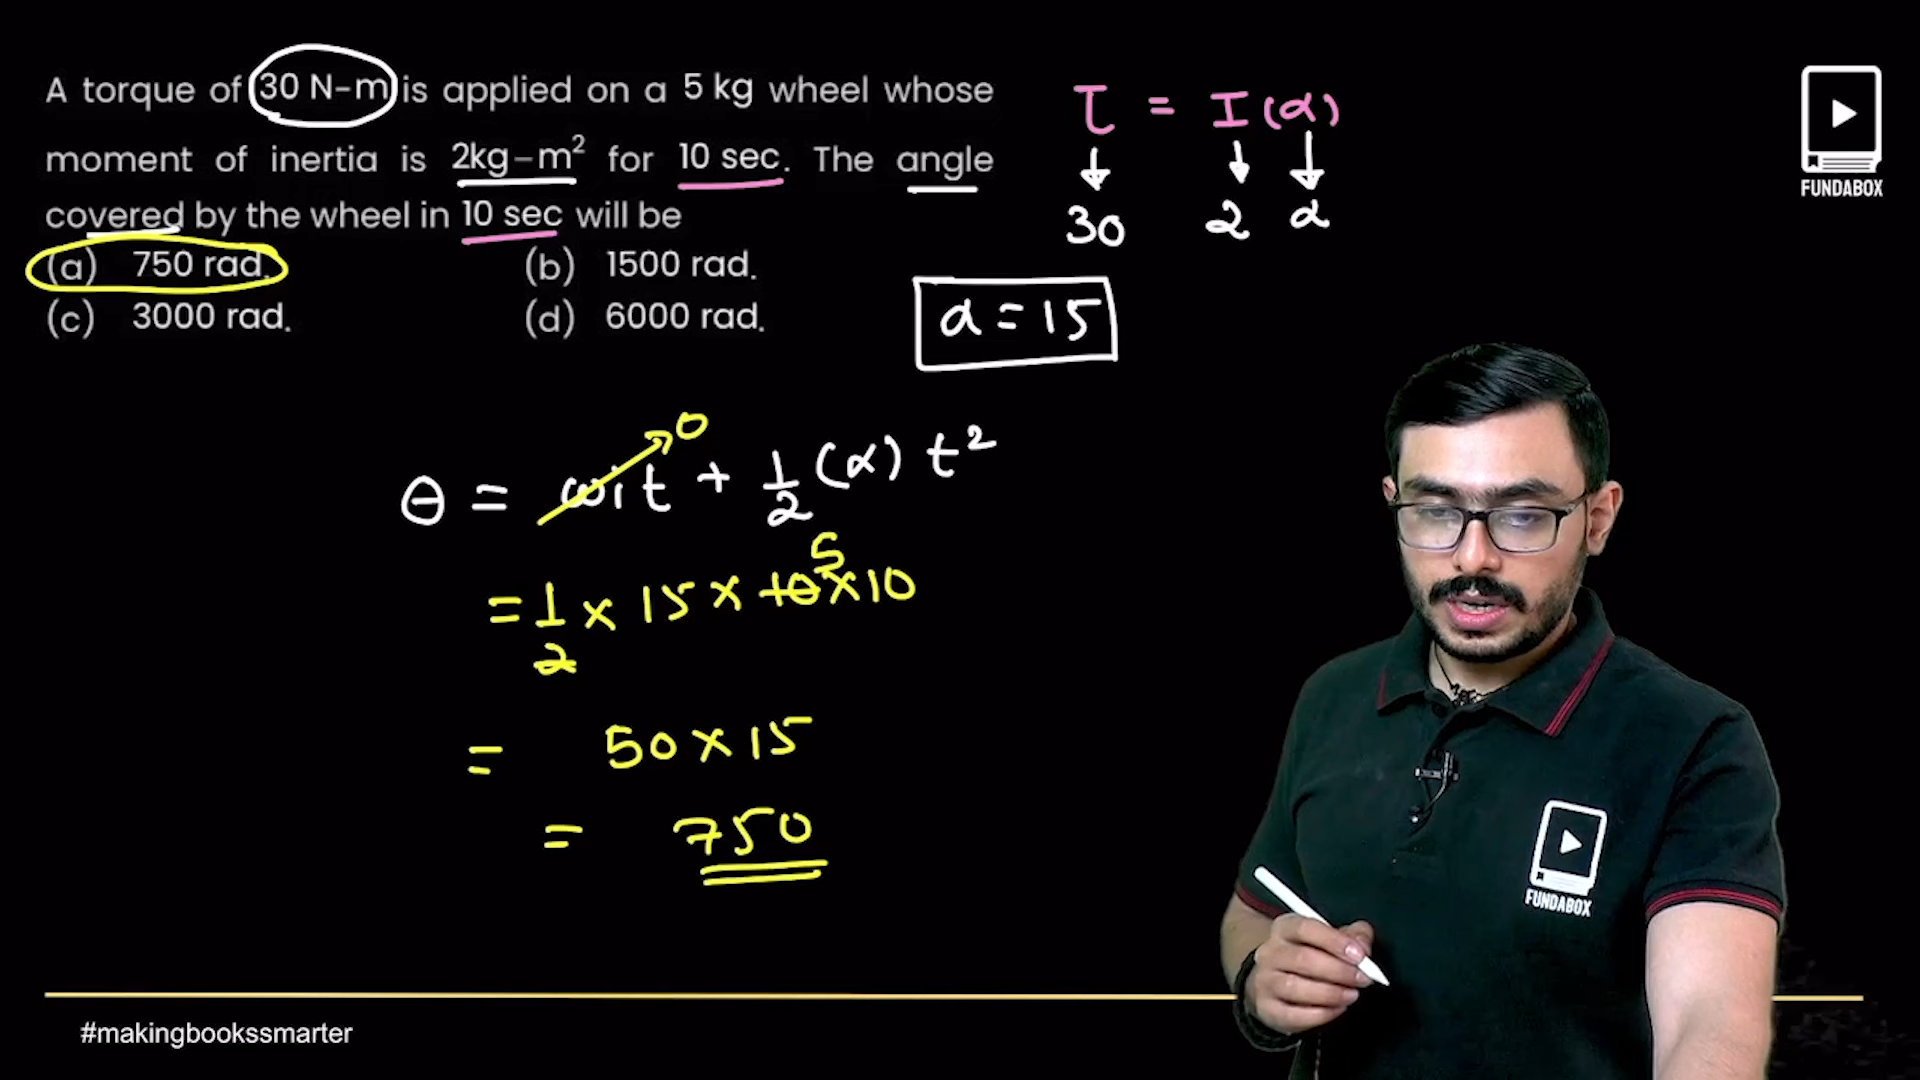 A torque of 30 N-m is applied on a 5 kg wheel whose
moment of inertia is 2kg-m² for 10 sec. The angle
covered by the wheel in 10 sec will be
(a) 750 rad. (b) 1500 rad.
(c) 3000 rad. (d) 6000 rad.
τ = I (α)
30 2 α
α = 15
0
θ = ωit + 1/2 (α) t²
5
= 1/2 × 15 × 10 × 10
= 50 × 15
= 750
FUNDABOX
FUNDABOX
#makingbookssmarter